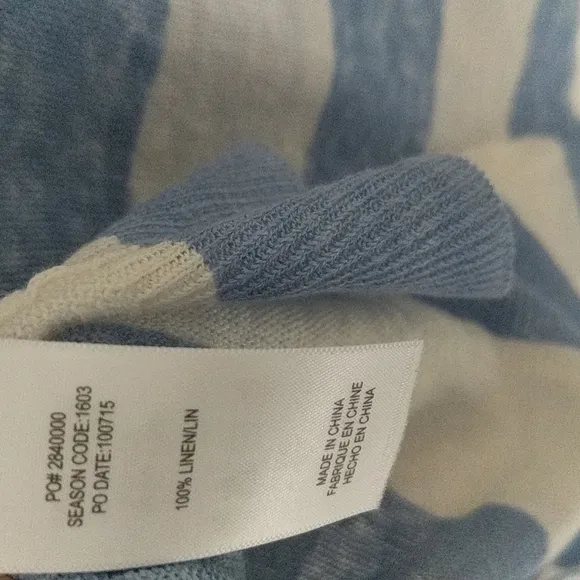 PO# 2840000
SEASON CODE:1603
PO DATE:100715
100% LINEN/LIN
MADE IN CHINA
FABRIQUE EN CHINE
HECHO EN CHINA